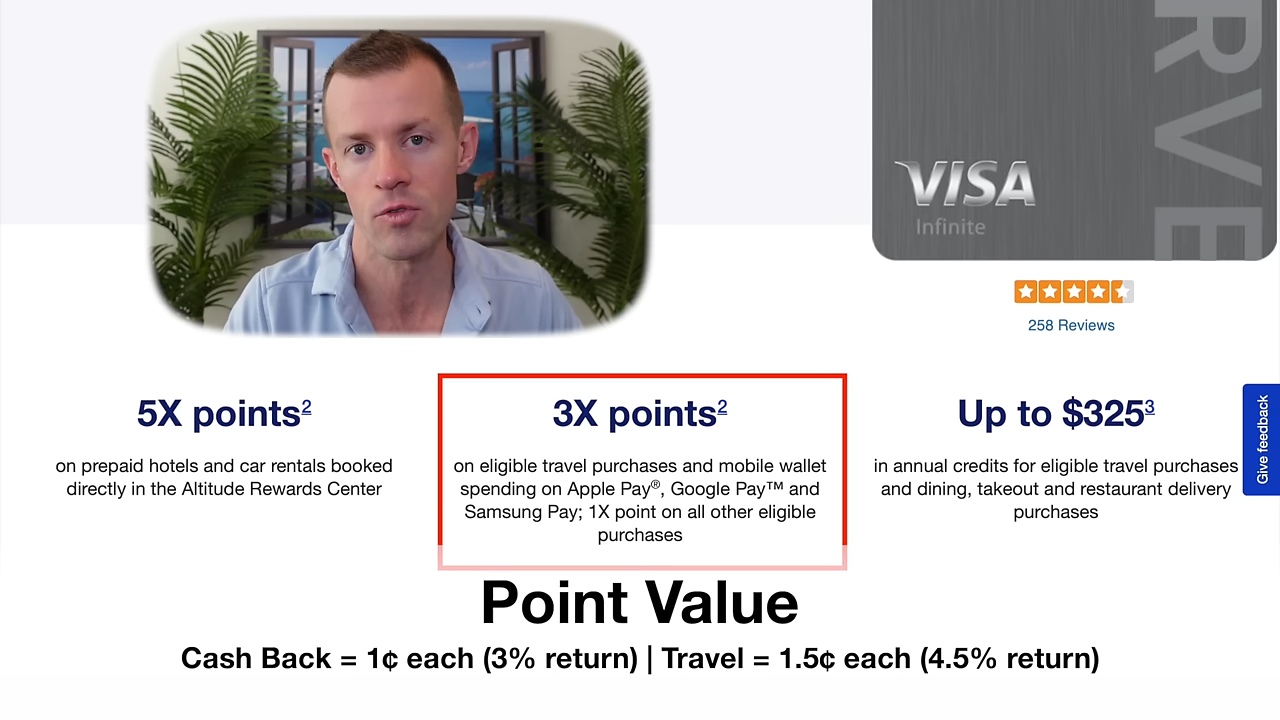 RVE
VISA
Infinite
258 Reviews
5X points2
on prepaid hotels and car rentals booked
directly in the Altitude Rewards Center
3X points2
on eligible travel purchases and mobile wallet
spending on Apple Pay®, Google Pay™ and
Samsung Pay; 1X point on all other eligible
purchases
Up to $3253
in annual credits for eligible travel purchases
and dining, takeout and restaurant delivery
purchases
Give feedback
Point Value
Cash Back = 1¢ each (3% return) | Travel = 1.5¢ each (4.5% return)